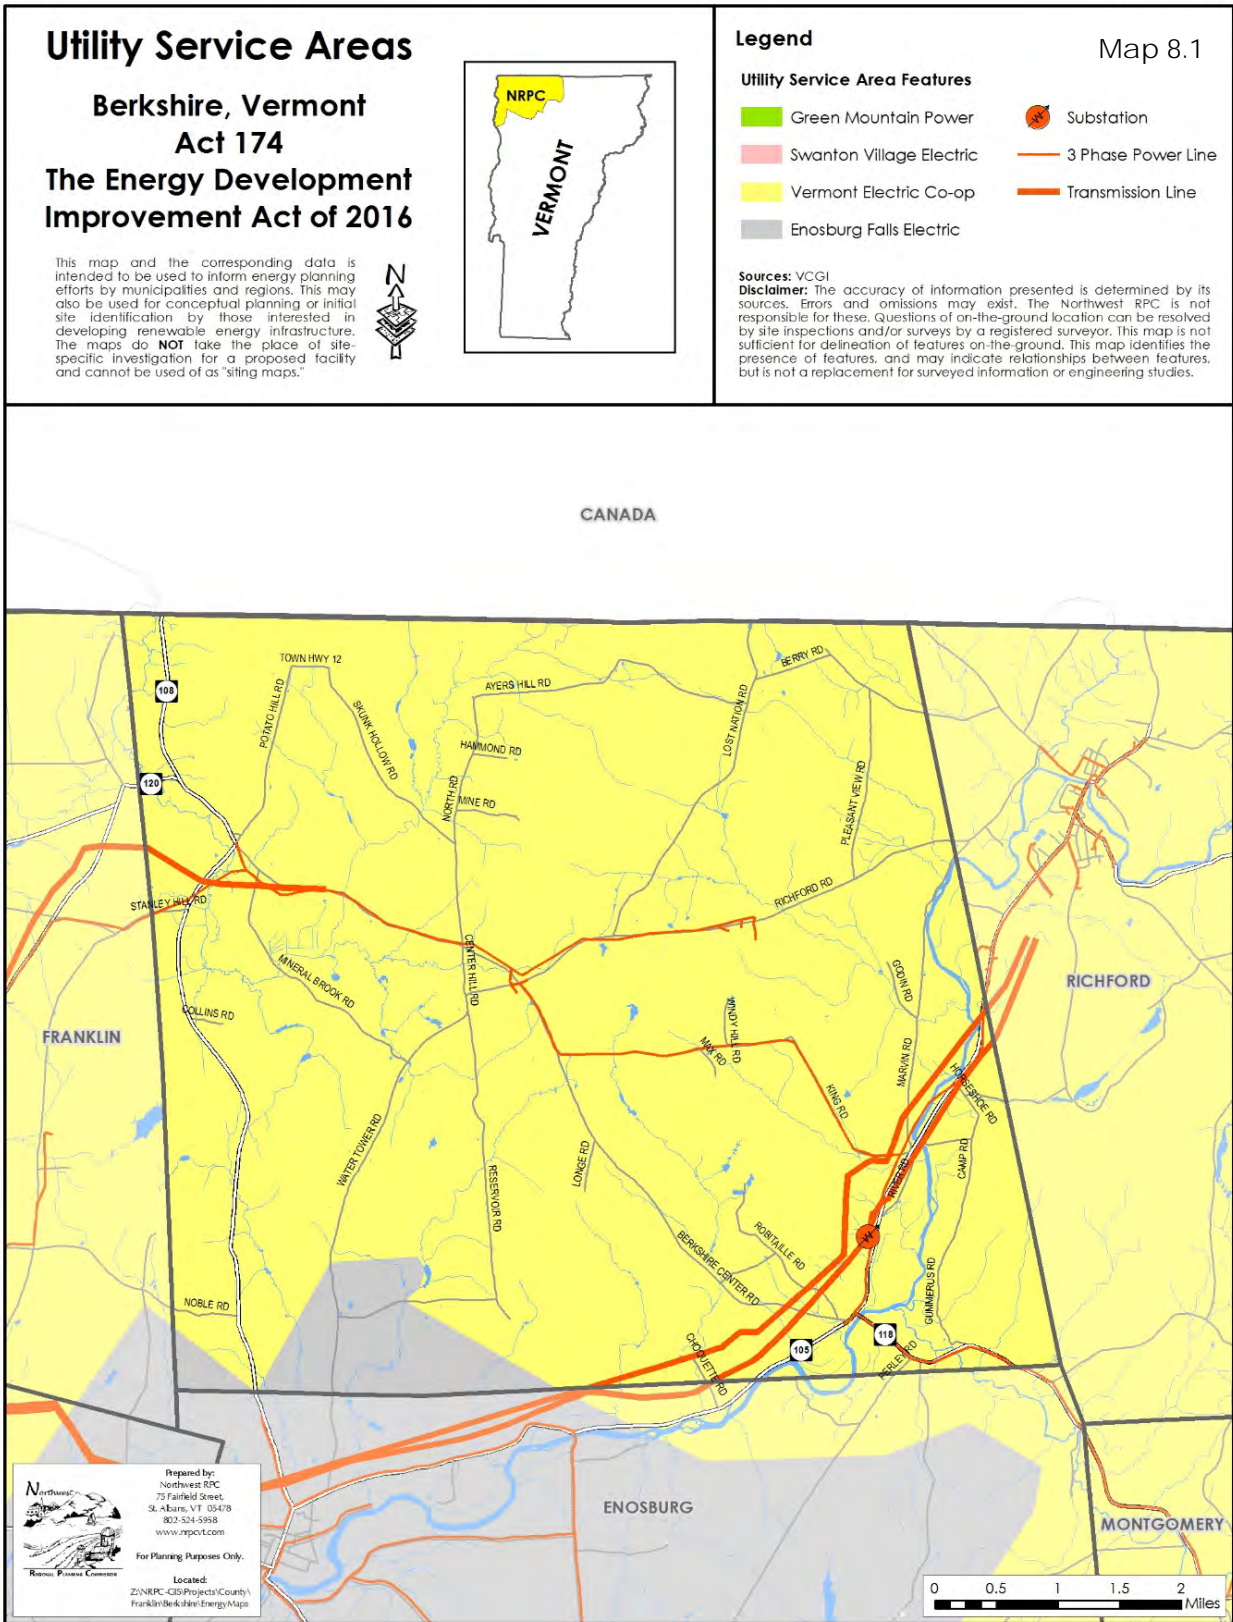 Utility Service Areas
Berkshire, Vermont
Act 174
The Energy Development
Improvement Act of 2016
This map and the corresponding data is
intended to be used to inform energy planning
efforts by municipalities and regions. This may
also be used for conceptual planning or initial
site identification by those interested in
developing renewable energy infrastructure.
The maps do NOT take the place of site-
specific investigation for a proposed facility
and cannot be used of as "siting maps."
N
NRPC
VERMONT
Legend
Map 8.1
Utility Service Area Features
Green Mountain Power
Swanton Village Electric
Vermont Electric Co-op
Enosburg Falls Electric
Substation
3 Phase Power Line
Transmission Line
Sources: VCGI
Disclaimer: The accuracy of information presented is determined by its
sources. Errors and omissions may exist. The Northwest RPC is not
responsible for these. Questions of on-the-ground location can be resolved
by site inspections and/or surveys by a registered surveyor. This map is not
sufficient for delineation of features on-the-ground. This map identifies the
presence of features, and may indicate relationships between features,
but is not a replacement for surveyed information or engineering studies.
CANADA
TOWN HWY 12
BERRY RD
108
POTATO HILL RD
SKUNK HOLLOW RD
AYERS HILL RD
LOST NATION RD
HAMMOND RD
120
NORTH RD
MINE RD
PLEASANT VIEW RD
STANLEY HILL RD
RICHFORD RD
MINERAL BROOK RD
CENTER HILL RD
GODIN RD
RICHFORD
COLLINS RD
WINDY HILL RD
MAX RD
FRANKLIN
MARVIN RD
HORSESHOE RD
KING RD
WATER TOWER RD
LONGE RD
RESERVOIR RD
CAMP RD
RIVER RD
ROBITAILLE RD
BERKSHIRE CENTER RD
GUMMERUS RD
NOBLE RD
CHOQUETTE RD
105
118
PERLEY RD
ENOSBURG
MONTGOMERY
Northwest
REGIONAL PLANNING COMMISSION
Prepared by:
Northwest RPC
75 Fairfield Street,
St. Albans, VT 05478
802-524-5958
www.nrpcvt.com
For Planning Purposes Only.
Located:
Z:\NRPC-GIS\Projects\County\
Franklin\Berkshire\EnergyMaps
0 0.5 1 1.5 2
Miles